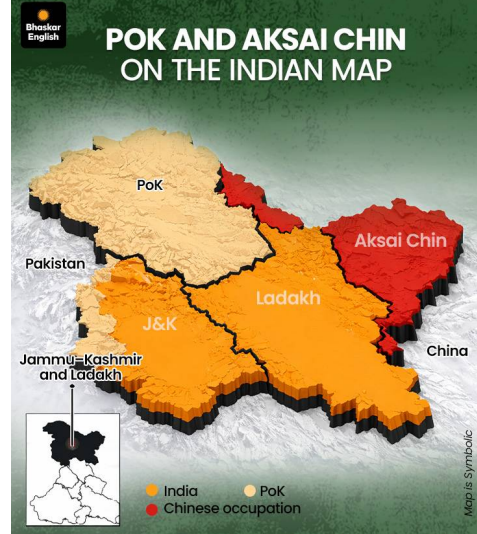 Bhaskar
English
POK AND AKSAI CHIN
ON THE INDIAN MAP
PoK
Aksai Chin
Pakistan
Ladakh
J&K
China
Jammu-Kashmir
and Ladakh
India
PoK
Chinese occupation
Map is Symbolic